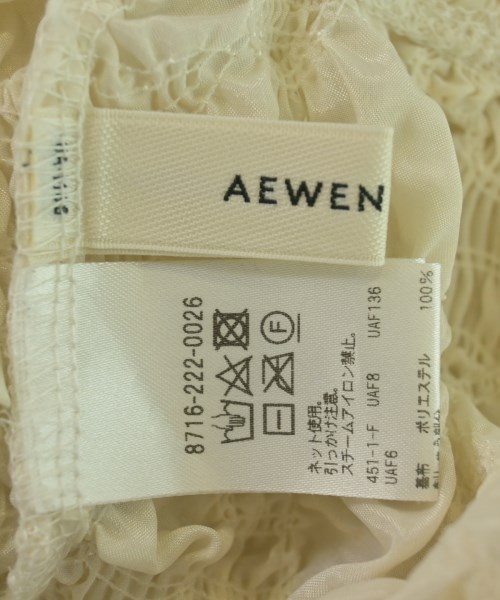 AEWEN
8716-222-0026
F
ネット使用。
引っかけ注意。
スチームアイロン禁止。
451-1-F UAF8 UAF136
UAF6
基布 ポリエステル 100%